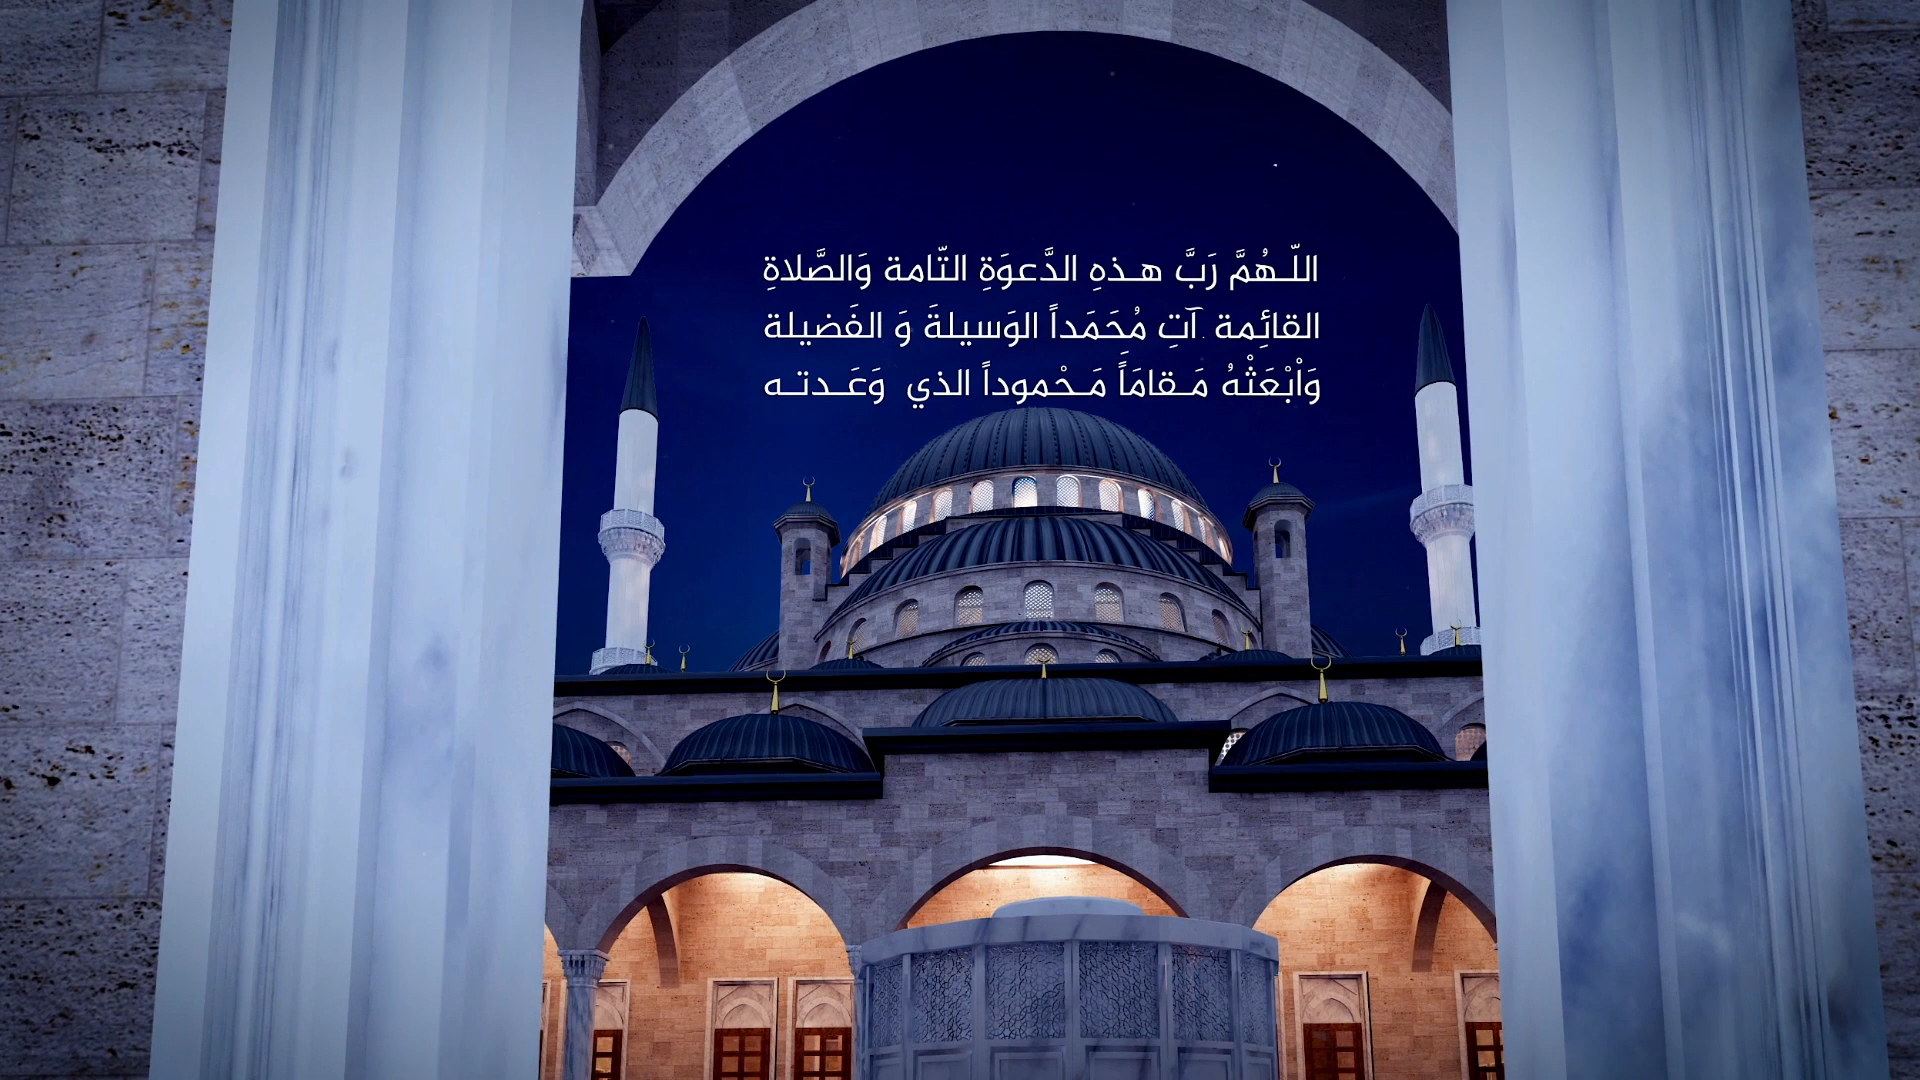 اللّـهُمَّ رَبَّ هـذهِ الدَّعوَةِ التّامة وَالصَّلاةِ
القائِمة آتِ مُحَمَداً الوَسيلةَ وَ الفَضيلة
وَاْبْعَثْهُ مَـقامَاً مَـحْموداً الذي وَعَـدتـه